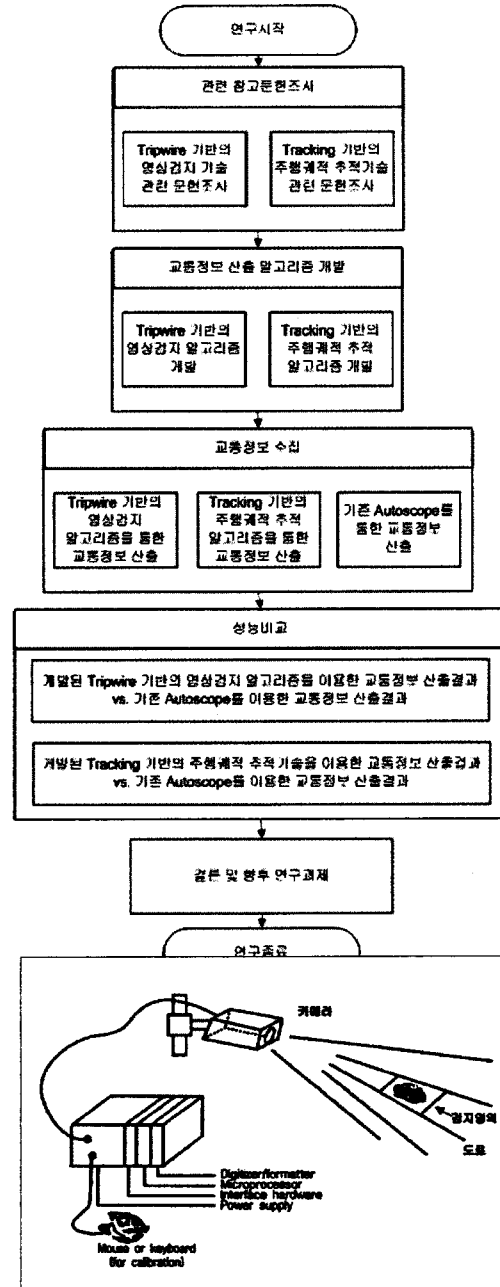 연구시작
관련 참고문헌조사
Tripwire 기반의
영상검지 기술
관련 문헌조사
Tracking 기반의
주행궤적 추적기술
관련 문헌조사
교통정보 산출 알고리즘 개발
Tripwire 기반의
영상검지 알고리즘
개발
Tracking 기반의
주행궤적 추적
알고리즘 개발
교통정보 수집
Tripwire 기반의
영상검지
알고리즘을 통한
교통정보 산출
Tracking 기반의
주행궤적 추적
알고리즘을 통한
교통정보 산출
기존 Autoscope를
통한 교통정보
산출
성능비교
개발된 Tripwire 기반의 영상검지 알고리즘을 이용한 교통정보 산출결과
vs. 기존 Autoscope를 이용한 교통정보 산출결과
개발된 Tracking 기반의 주행궤적 추적기술을 이용한 교통정보 산출결과
vs. 기존 Autoscope를 이용한 교통정보 산출결과
결론 및 향후 연구과제
연구종료
카메라
검지영역
도로
Digitizer/formatter
Microprocessor
Interface hardware
Power supply
Mouse or keyboard
(for calibration)